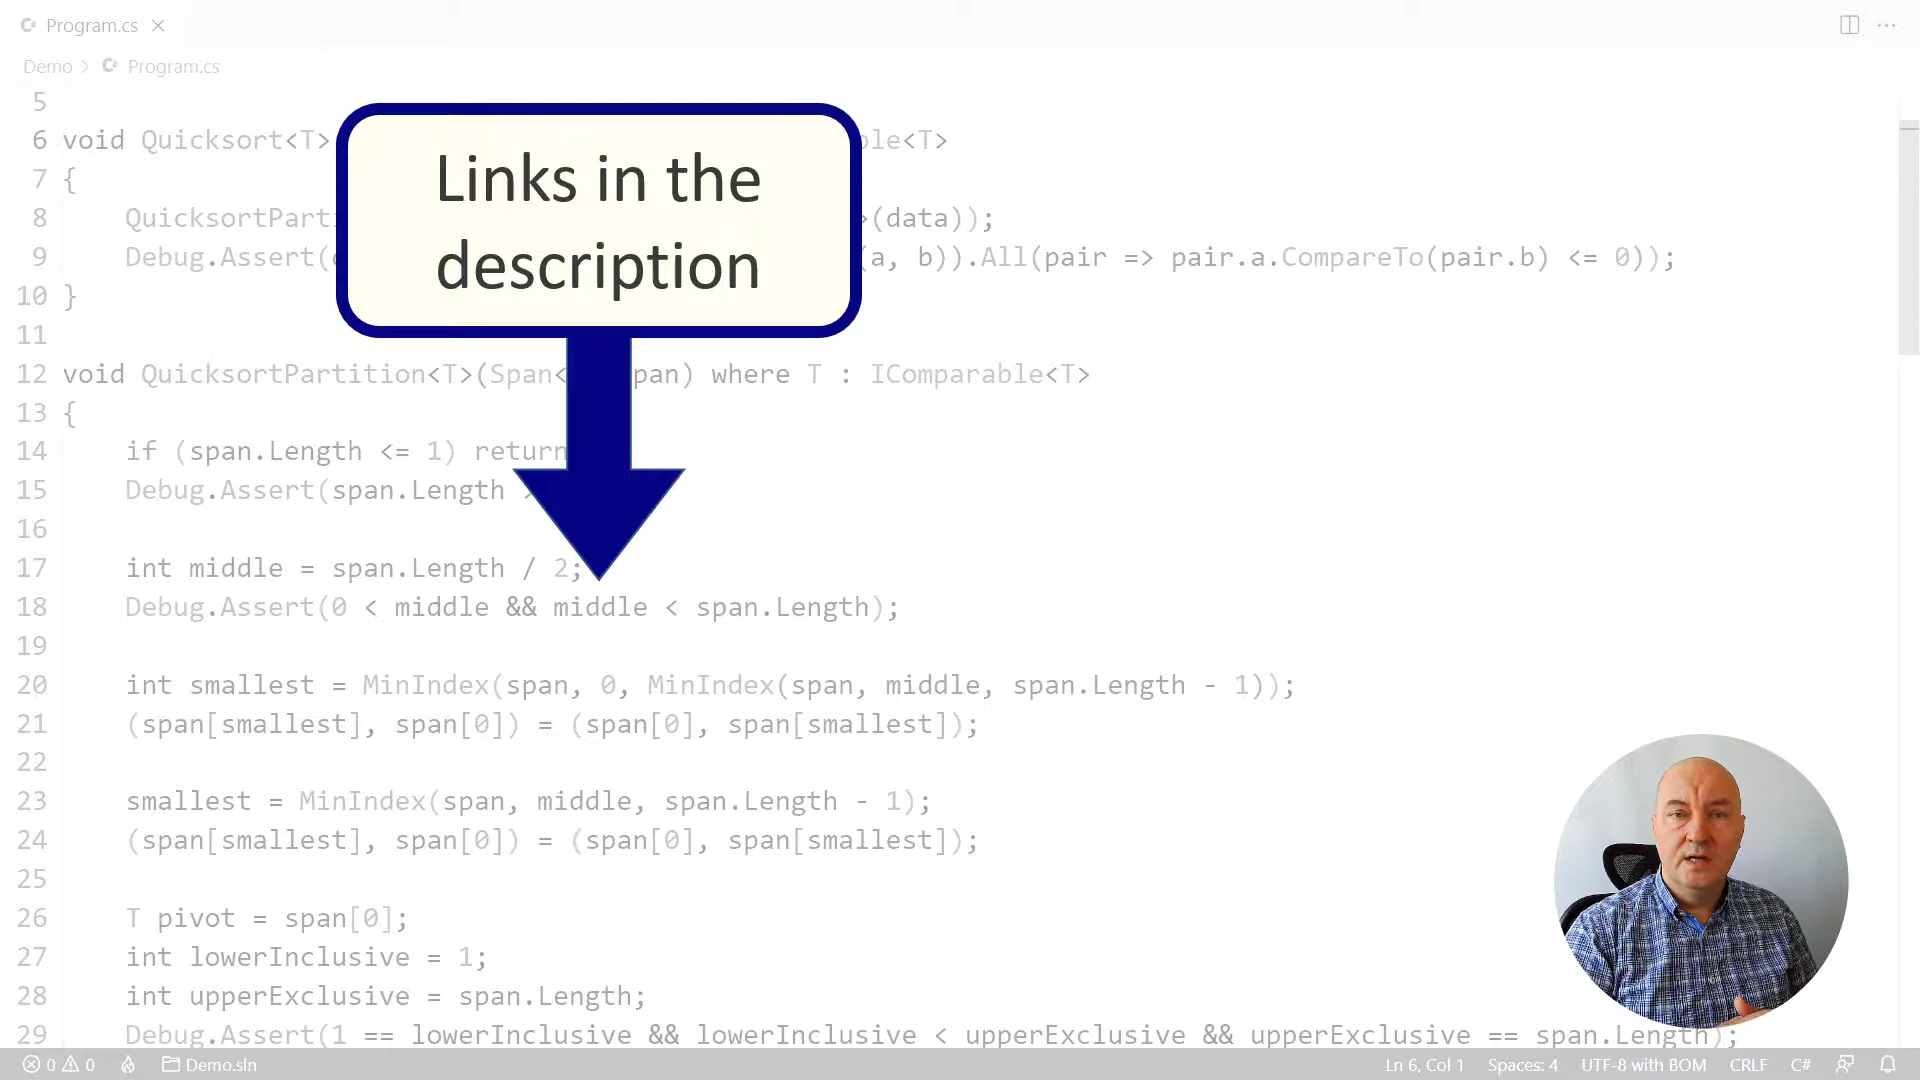 Program.cs
Demo > Program.cs
5
6 void Quicksort<T> ble<T>
7 {
8 QuicksortParti >(data));
9 Debug.Assert( (a, b)).All(pair => pair.a.CompareTo(pair.b) <= 0));
10 }
11
12 void QuicksortPartition<T>(Span< pan) where T : IComparable<T>
13 {
14 if (span.Length <= 1) return
15 Debug.Assert(span.Length >
16
17 int middle = span.Length / 2;
18 Debug.Assert(0 < middle && middle < span.Length);
19
20 int smallest = MinIndex(span, 0, MinIndex(span, middle, span.Length - 1));
21 (span[smallest], span[0]) = (span[0], span[smallest]);
22
23 smallest = MinIndex(span, middle, span.Length - 1);
24 (span[smallest], span[0]) = (span[0], span[smallest]);
25
26 T pivot = span[0];
27 int lowerInclusive = 1;
28 int upperExclusive = span.Length;
29 Debug.Assert(1 == lowerInclusive && lowerInclusive < upperExclusive && upperExclusive == span.Length);
Links in the
description
0 0 Demo.sln Ln 6, Col 1 Spaces: 4 UTF-8 with BOM CRLF C#